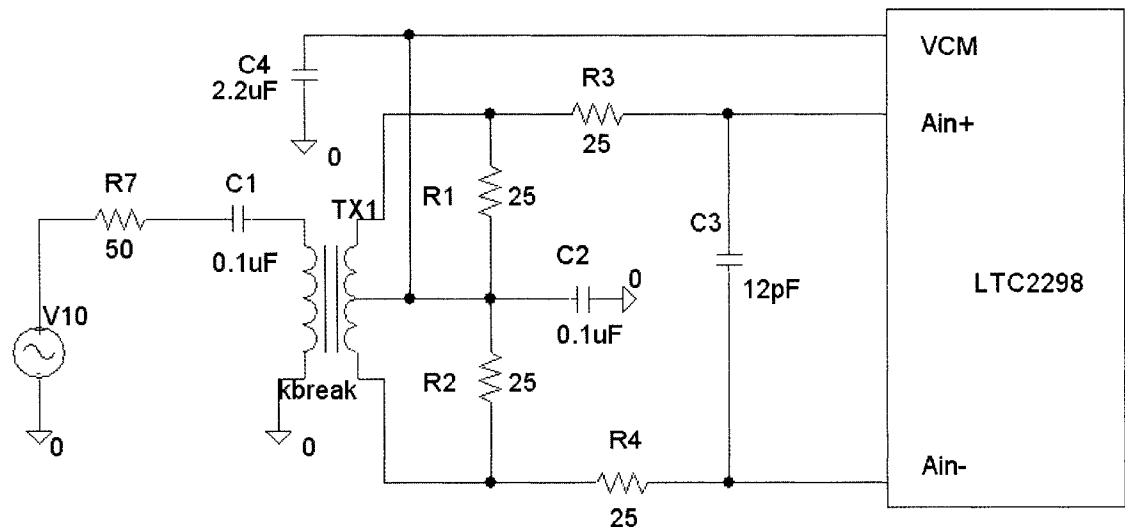 VCM
C4
2.2uF
0
R3
25
Ain+
R7
50
C1
0.1uF
TX1
R1
25
C3
12pF
C2
0.1uF
0
LTC2298
V10
0
kbreak
0
R2
25
R4
25
Ain-